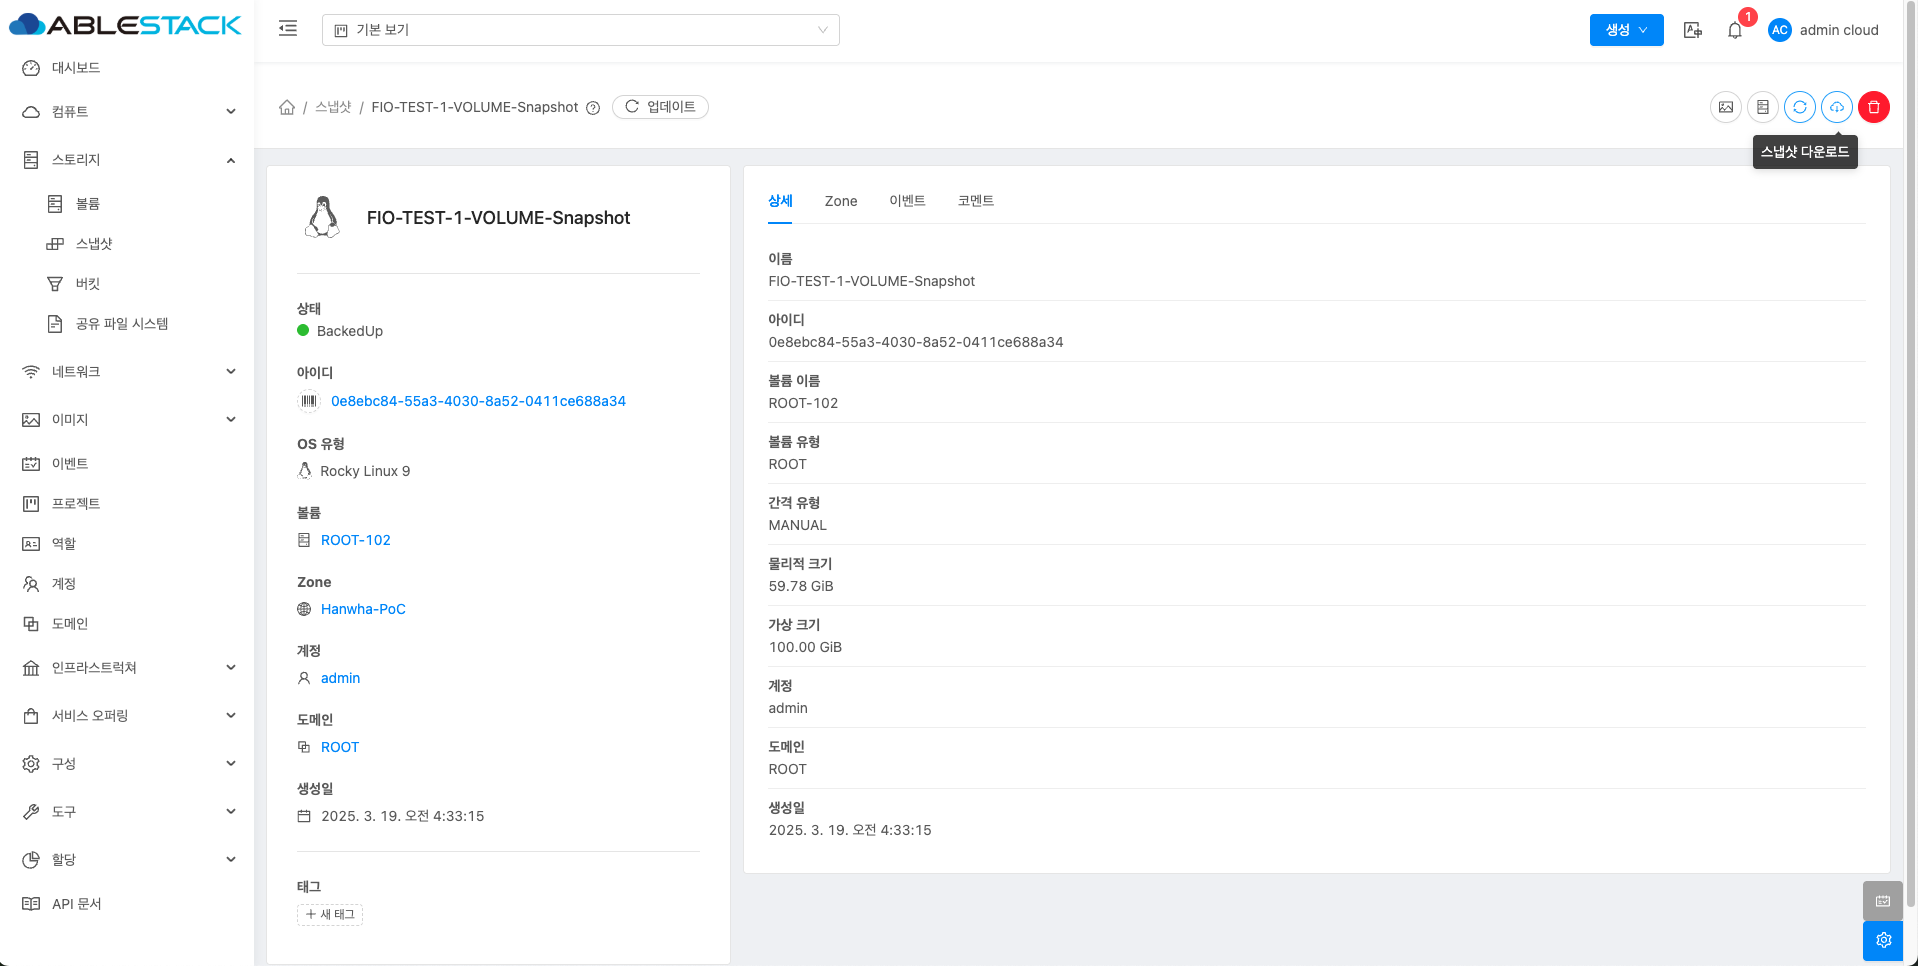 ABLESTACK
기본 보기
생성
1
AC
admin cloud
대시보드
컴퓨트
스토리지
볼륨
스냅샷
버킷
공유 파일 시스템
네트워크
이미지
이벤트
프로젝트
역할
계정
도메인
인프라스트럭쳐
서비스 오퍼링
구성
도구
할당
API 문서
/ 스냅샷 / FIO-TEST-1-VOLUME-Snapshot
업데이트
스냅샷 다운로드
FIO-TEST-1-VOLUME-Snapshot
상태
BackedUp
아이디
0e8ebc84-55a3-4030-8a52-0411ce688a34
OS 유형
Rocky Linux 9
볼륨
ROOT-102
Zone
Hanwha-PoC
계정
admin
도메인
ROOT
생성일
2025. 3. 19. 오전 4:33:15
태그
+ 새 태그
상세 Zone 이벤트 코멘트
이름
FIO-TEST-1-VOLUME-Snapshot
아이디
0e8ebc84-55a3-4030-8a52-0411ce688a34
볼륨 이름
ROOT-102
볼륨 유형
ROOT
간격 유형
MANUAL
물리적 크기
59.78 GiB
가상 크기
100.00 GiB
계정
admin
도메인
ROOT
생성일
2025. 3. 19. 오전 4:33:15